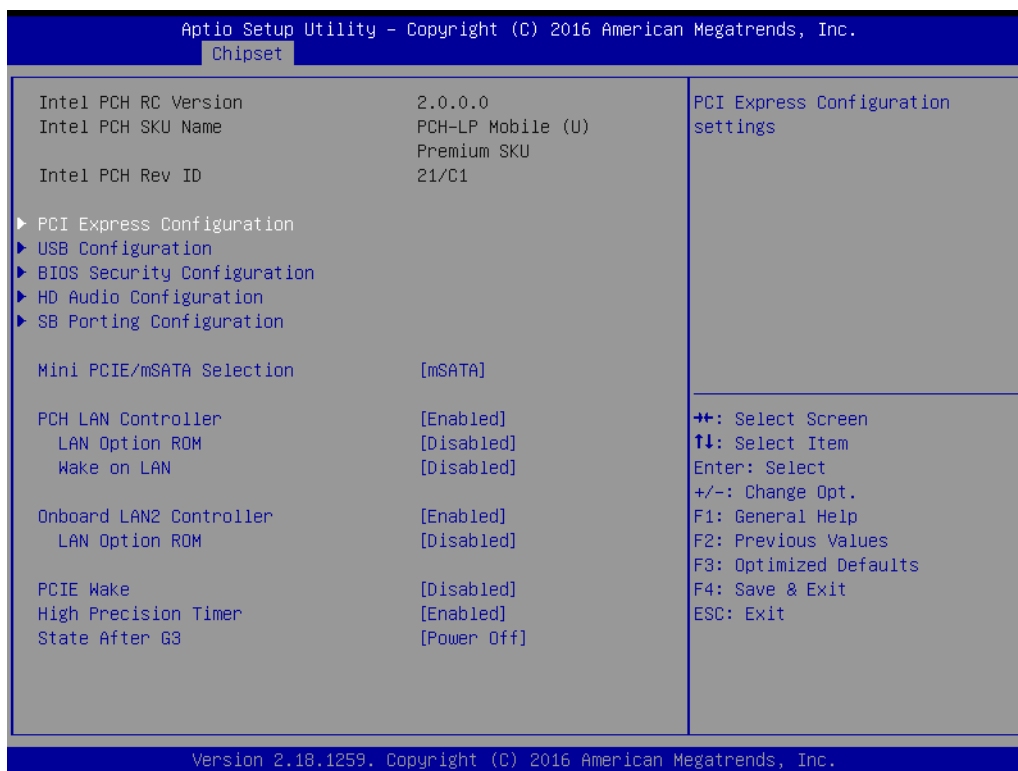 Aptio Setup Utility – Copyright (C) 2016 American Megatrends, Inc.
Chipset
Intel PCH RC Version 2.0.0.0
Intel PCH SKU Name PCH-LP Mobile (U)
Premium SKU
Intel PCH Rev ID 21/C1
▶ PCI Express Configuration
▶ USB Configuration
▶ BIOS Security Configuration
▶ HD Audio Configuration
▶ SB Porting Configuration
Mini PCIE/mSATA Selection [mSATA]
PCH LAN Controller [Enabled]
LAN Option ROM [Disabled]
Wake on LAN [Disabled]
Onboard LAN2 Controller [Enabled]
LAN Option ROM [Disabled]
PCIE Wake [Disabled]
High Precision Timer [Enabled]
State After G3 [Power Off]
PCI Express Configuration
settings
→←: Select Screen
↑↓: Select Item
Enter: Select
+/-: Change Opt.
F1: General Help
F2: Previous Values
F3: Optimized Defaults
F4: Save & Exit
ESC: Exit
Version 2.18.1259. Copyright (C) 2016 American Megatrends, Inc.